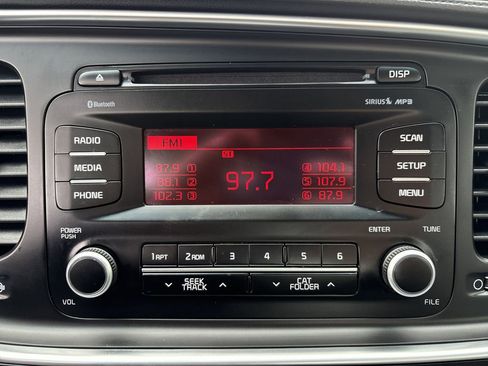 DISP
Bluetooth
SIRIUS MP3
RADIO
MEDIA
PHONE
FM1
ST
97.9 1
88.1 2
102.3 3
97.7
4 104.1
5 107.9
6 87.9
SCAN
SETUP
MENU
POWER
PUSH
VOL
1 RPT
2 RDM
3
4
5
6
SEEK
TRACK
CAT
FOLDER
ENTER
TUNE
FILE